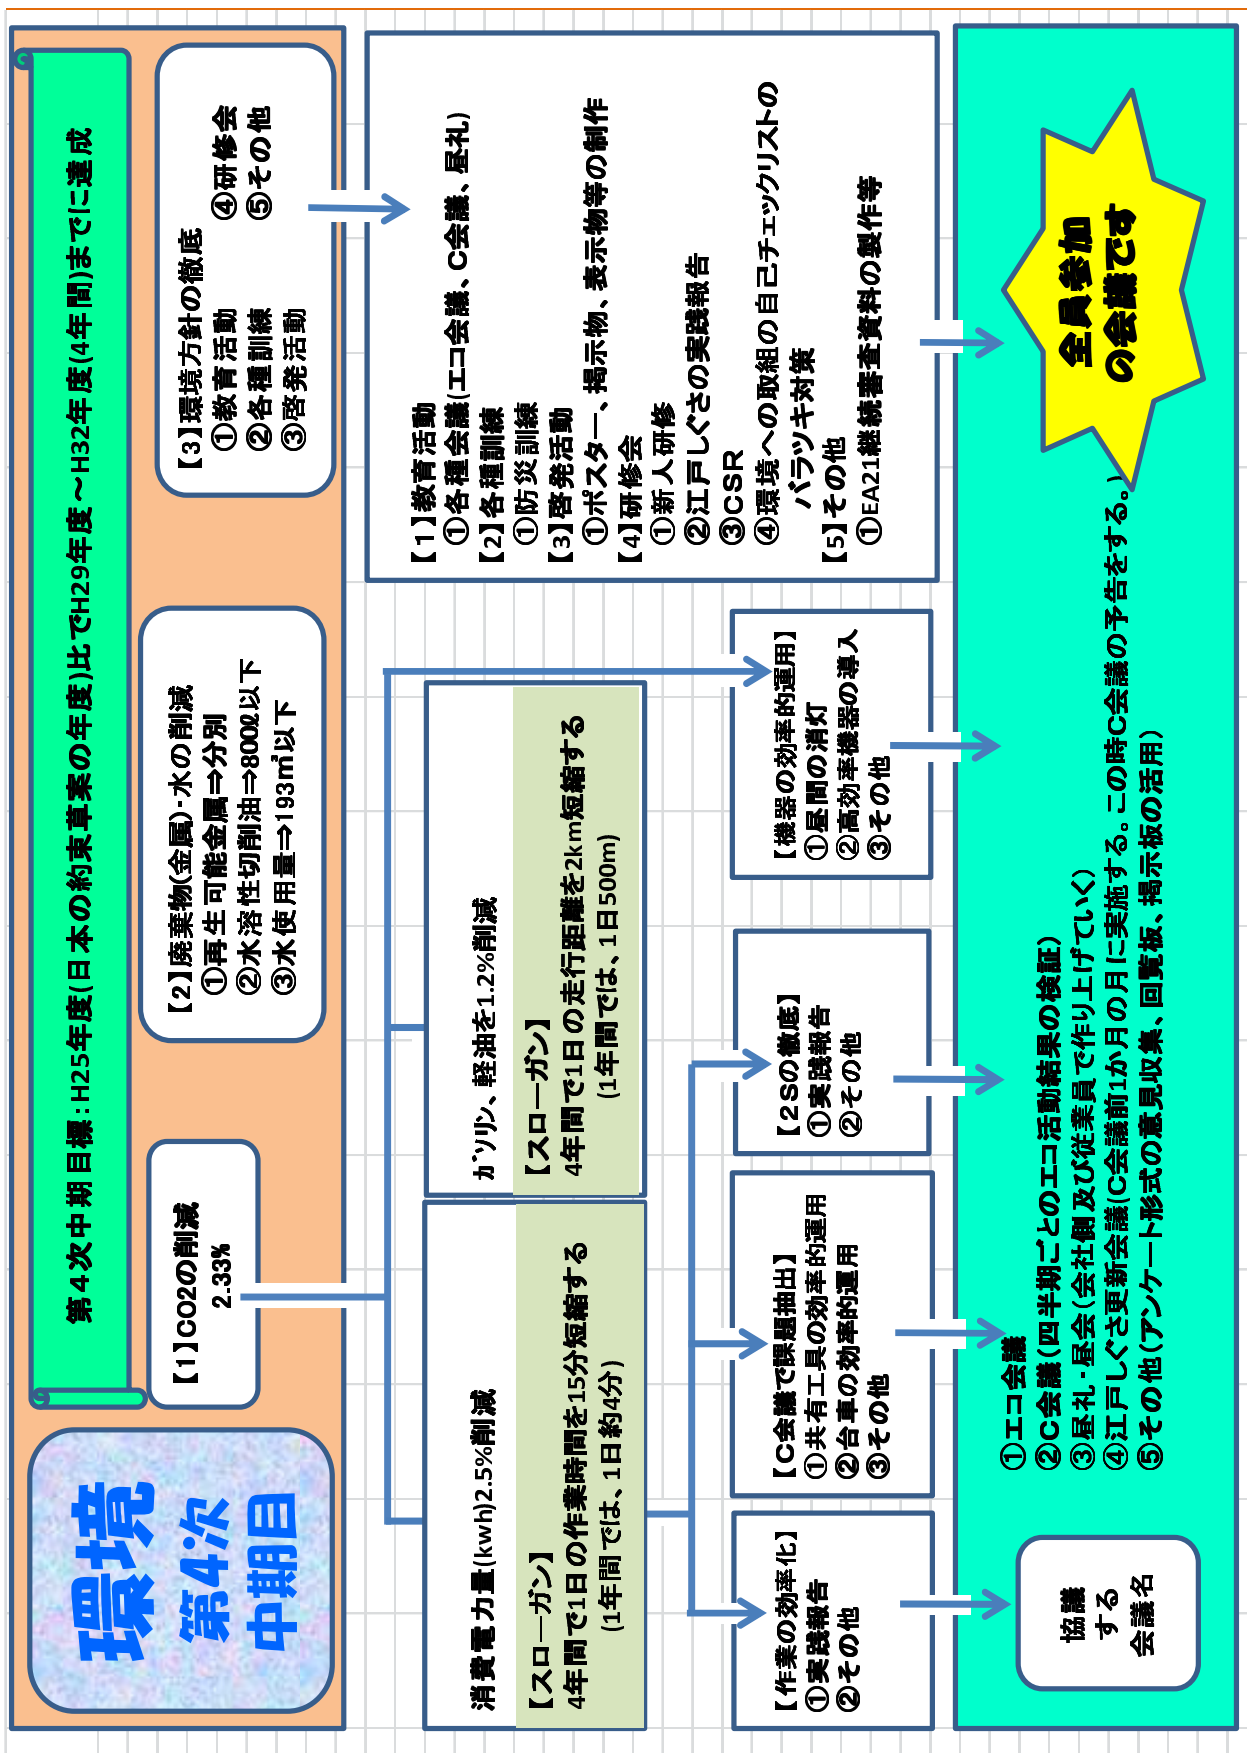 環境
第4次
中期目
第４次中期目標：H25年度(日本の約束草案の年度)比でH29年度～H32年度(4年間)までに達成
【1】CO2の削減
2.33%
【2】廃棄物(金属)・水の削減
①再生可能金属⇒分別
②水溶性切削油⇒800ℓ以下
③水使用量⇒193㎥以下
【3】環境方針の徹底
①教育活動 ④研修会
②各種訓練 ⑤その他
③啓発活動
消費電力量(kwh)2.5%削減
【スローガン】
4年間で1日の作業時間を15分短縮する
(1年間では、1日約4分)
ｶﾞｿﾘﾝ、軽油を1.2%削減
【スローガン】
4年間で1日の走行距離を2km短縮する
(1年間では、1日500m)
【1】教育活動
①各種会議(エコ会議、C会議、昼礼)
【2】各種訓練
①防災訓練
【3】啓発活動
①ポスター、掲示物、表示物等の制作
【4】研修会
①新人研修
②江戸しぐさの実践報告
③CSR
④環境への取組の自己チェックリストの
バラツキ対策
【5】その他
①EA21継続審査資料の製作等
【作業の効率化】
①実践報告
②その他
【C会議で課題抽出】
①共有工具の効率的運用
②台車の効率的運用
③その他
【2Sの徹底】
①実践報告
②その他
【機器の効率的運用】
①昼間の消灯
②高効率機器の導入
③その他
協議
する
会議名
①エコ会議
②C会議(四半期ごとのエコ活動結果の検証)
③昼礼・昼会(会社側及び従業員で作り上げていく)
④江戸しぐさ更新会議(C会議前1か月の月に実施する。この時C会議の予告をする。)
⑤その他(アンケート形式の意見収集、回覧板、掲示板の活用)
全員参加
の会議です